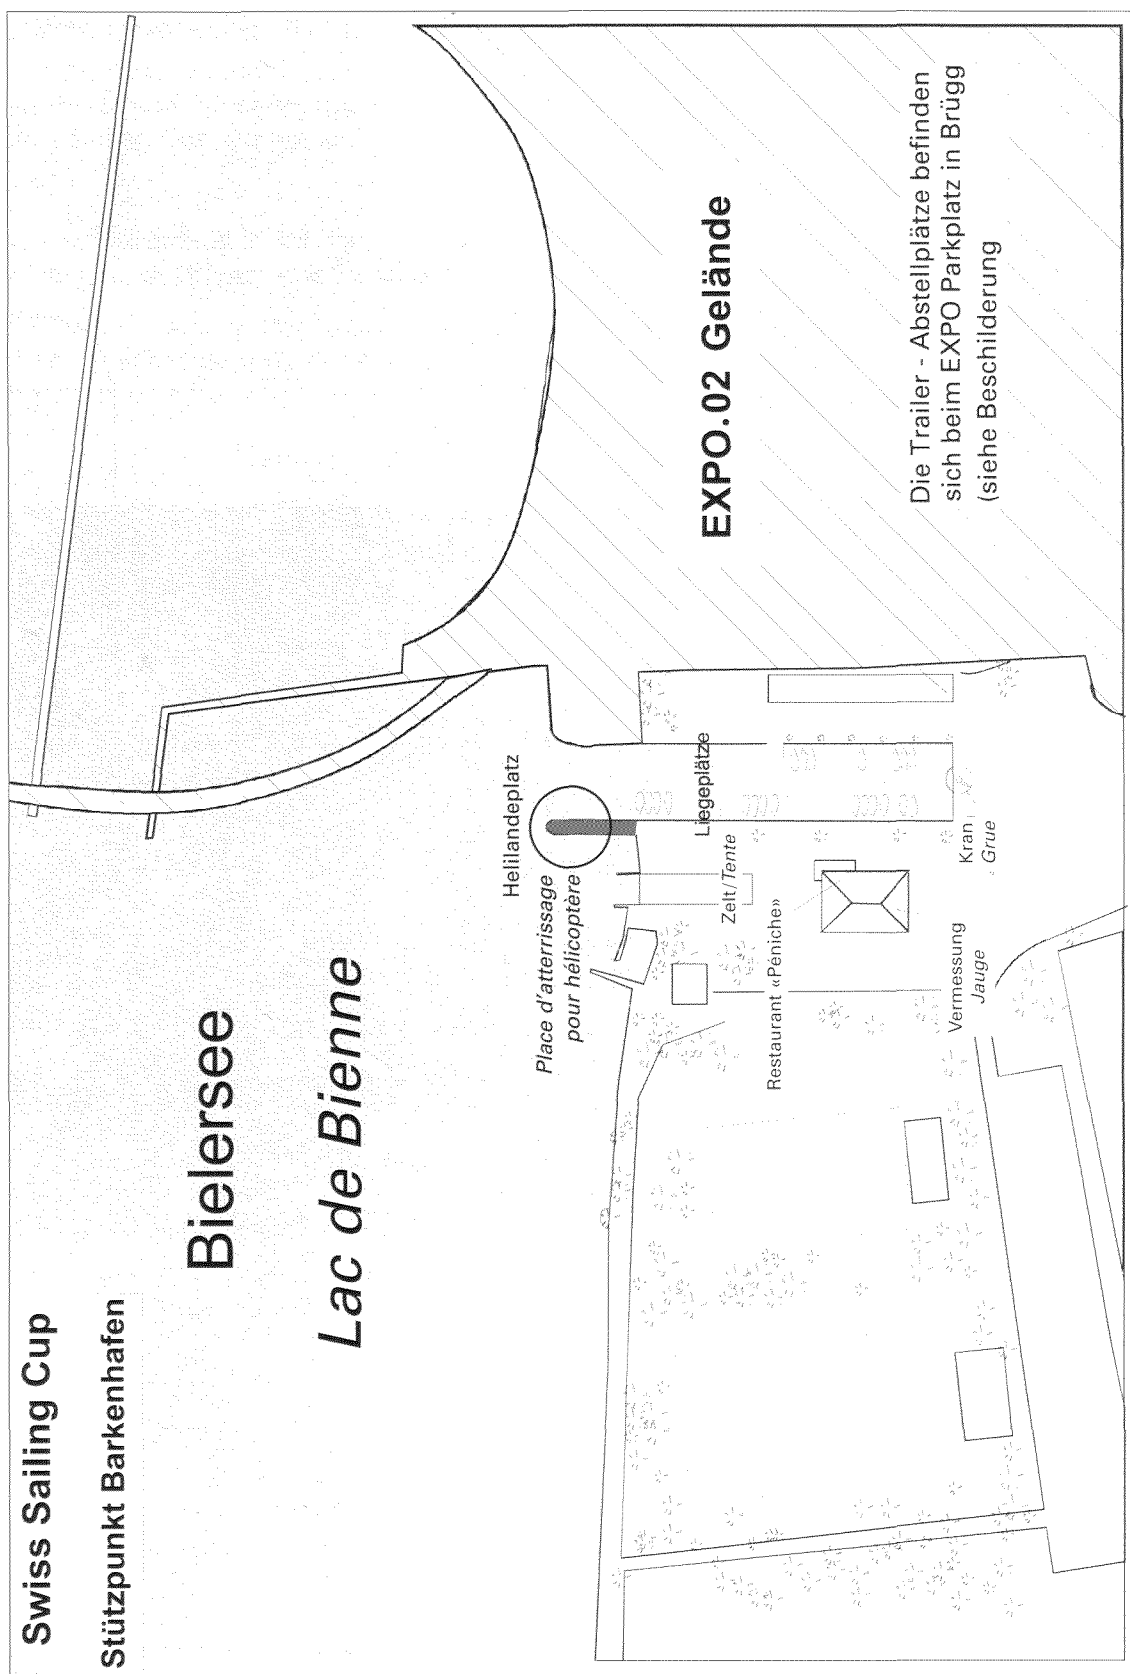 Swiss Sailing Cup
Stützpunkt Barkenhafen
Bielersee
Lac de Bienne
Helilandeplatz
Place d'atterrissage
pour hélicoptère
Liegeplätze
Zelt/Tente
Restaurant «Péniche»
Vermessung
Jauge
Kran
Grue
EXPO.02 Gelände
Die Trailer - Abstellplätze befinden
sich beim EXPO Parkplatz in Brügg
(siehe Beschilderung